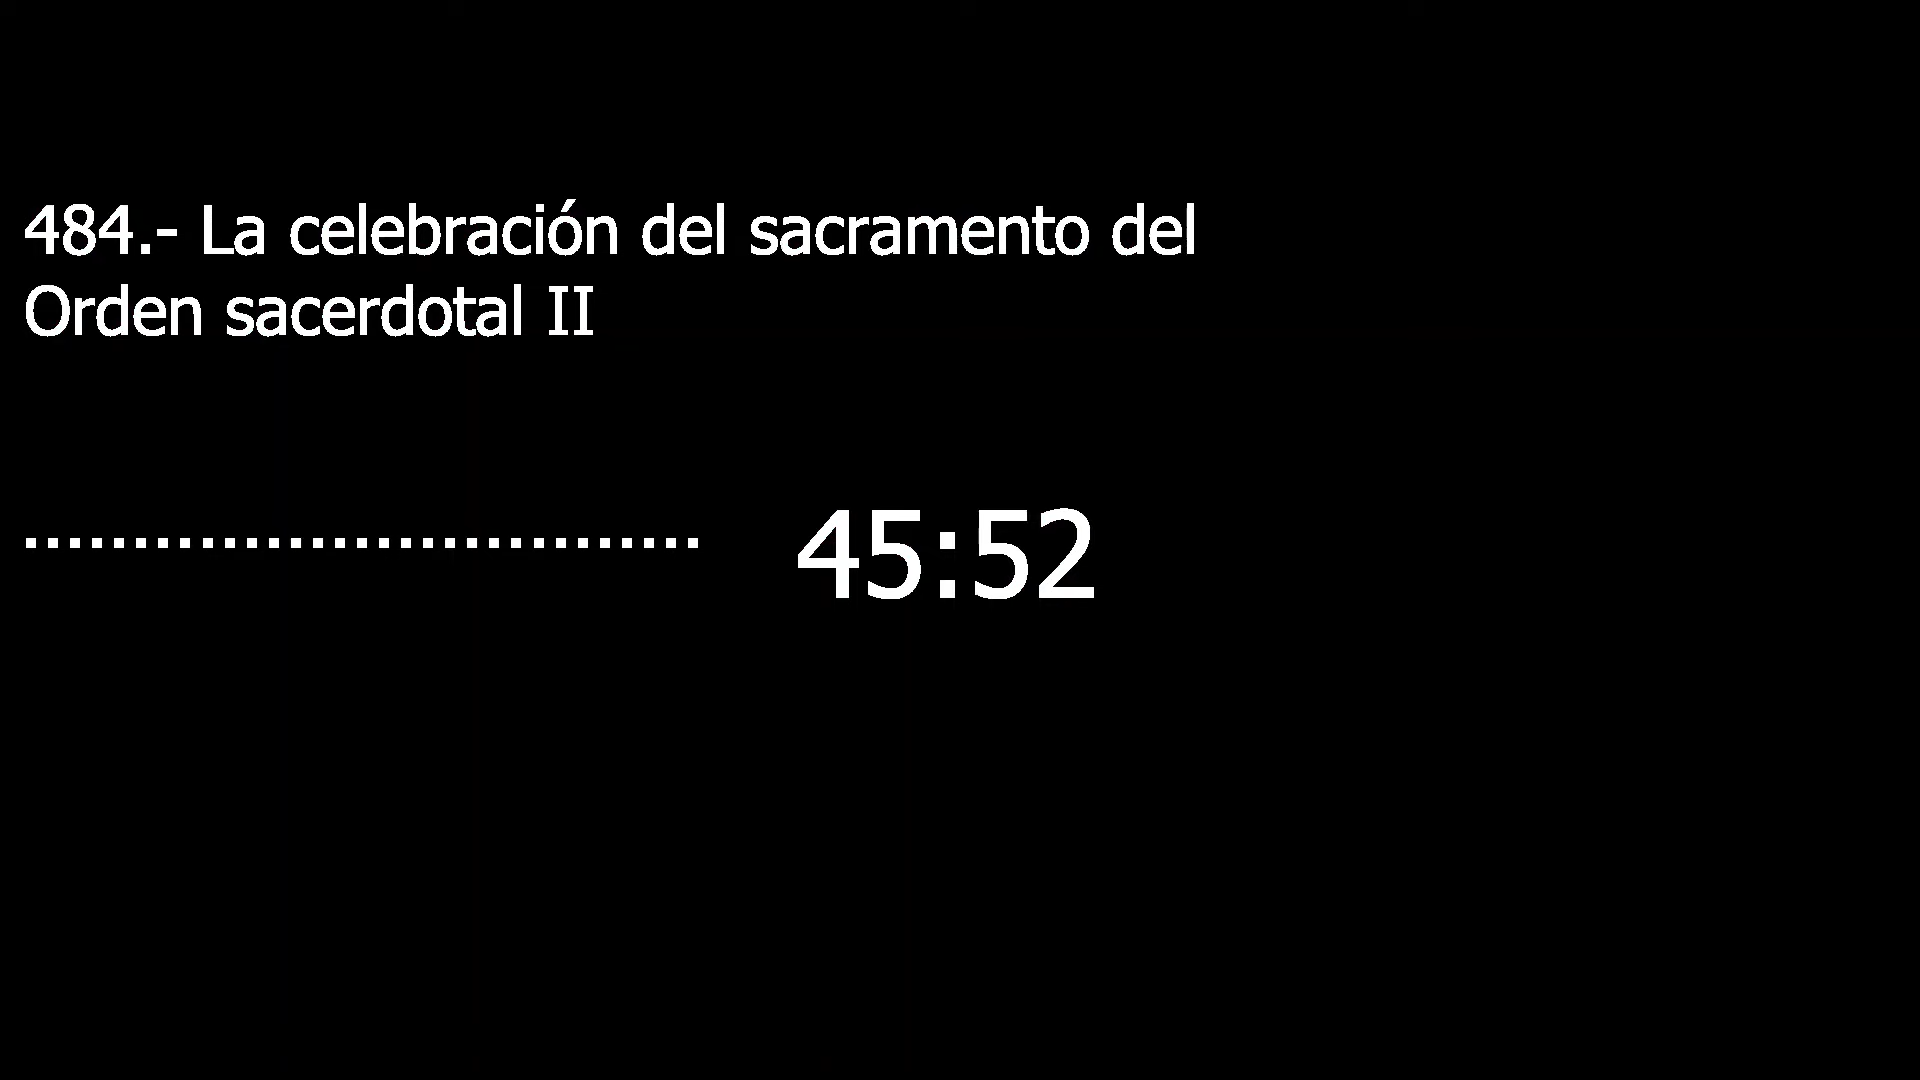 484.- La celebración del sacramento del
Orden sacerdotal II
............................... 45:52